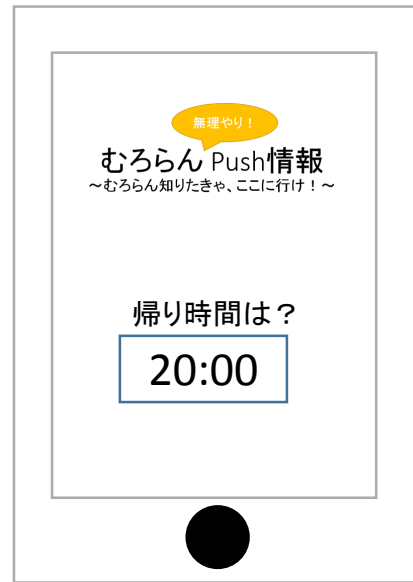 無理やり！
むろらん Push情報
～むろらん知りたきゃ、ここに行け！～
帰り時間は？
20:00